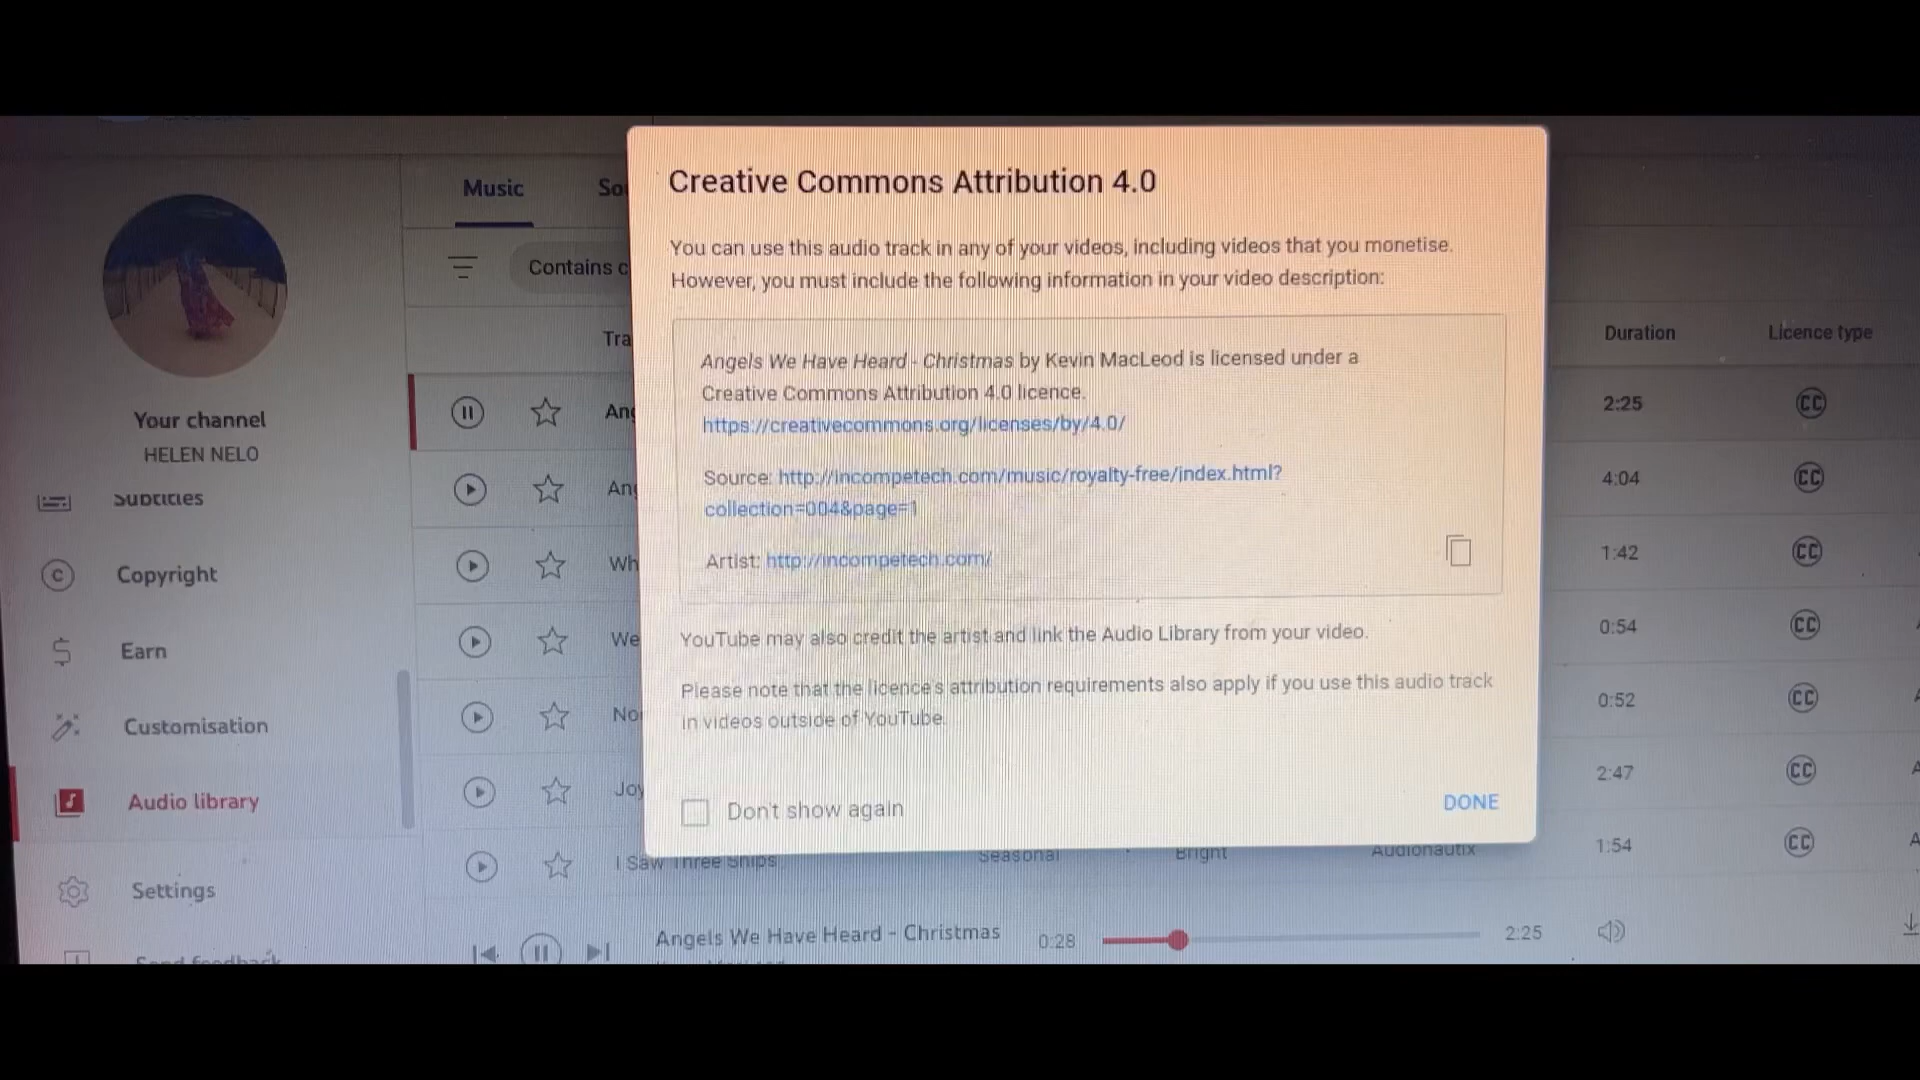 Your channel
HELEN NELO
Subtitles
Copyright
Earn
Customisation
Audio library
Settings
Send feedback
Music
Contains
Duration
Licence type
2:25
4:04
1:42
0:54
0:52
2:47
I Saw Three Ships Seasonal Bright Audionautix 1:54
Creative Commons Attribution 4.0
You can use this audio track in any of your videos, including videos that you monetise.
However, you must include the following information in your video description:
Angels We Have Heard - Christmas by Kevin MacLeod is licensed under a
Creative Commons Attribution 4.0 licence.
https://creativecommons.org/licenses/by/4.0/
Source: http://incompetech.com/music/royalty-free/index.html?
collection=004&page=1
Artist: http://incompetech.com/
YouTube may also credit the artist and link the Audio Library from your video.
Please note that the licence's attribution requirements also apply if you use this audio track
in videos outside of YouTube.
Don't show again
DONE
Angels We Have Heard - Christmas 0:28 2:25